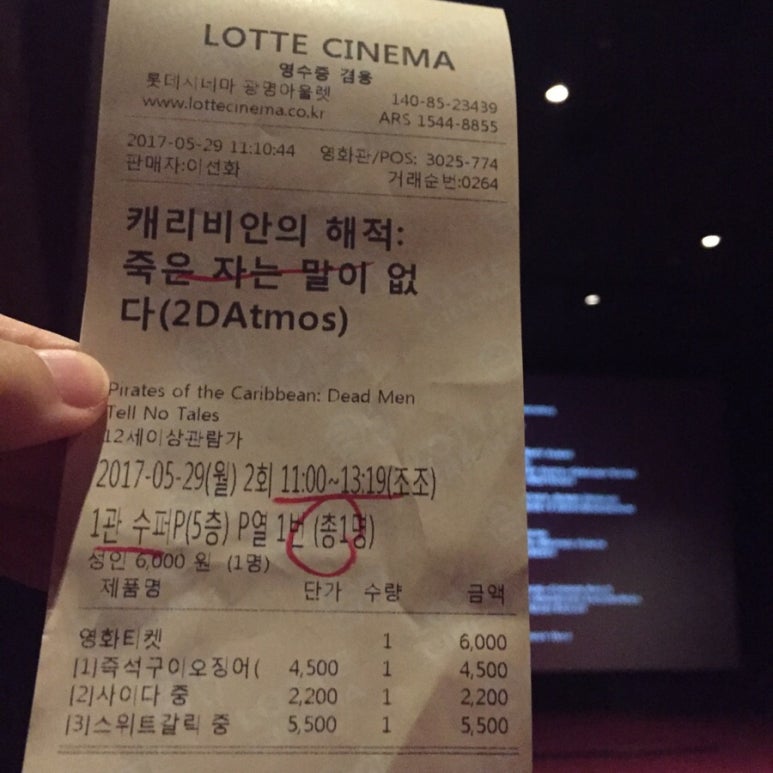 LOTTE CINEMA
영수증 겸용
롯데시네마 광명아울렛 140-85-23439
www.lottecinema.co.kr ARS 1544-8855
2017-05-29 11:10:44 영화관/POS: 3025-774
판매자:이선화 거래순번:0264
캐리비안의 해적:
죽은 자는 말이 없
다(2DAtmos)
Pirates of the Caribbean: Dead Men
Tell No Tales
12세이상관람가
2017-05-29(월) 2회 11:00~13:19(조조)
1관 수퍼P(5층) P열 1번 (총1명)
성인 6,000 원 (1명)
제품명 단가 수량 금액
영화티켓 1 6,000
[1]즉석구이오징어( 4,500 1 4,500
[2]사이다 중 2,200 1 2,200
[3]스위트갈릭 중 5,500 1 5,500